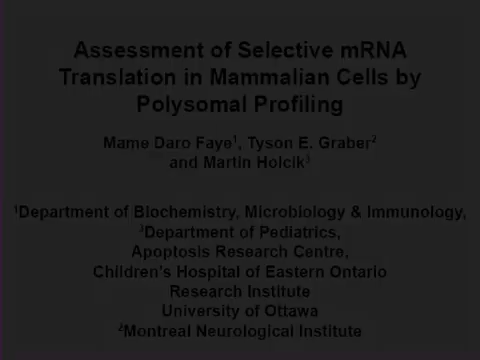 Assessment of Selective mRNA
Translation in Mammalian Cells by
Polysomal Profiling
Mame Daro Faye¹, Tyson E. Graber²
and Martin Holcik³
¹Department of Biochemistry, Microbiology & Immunology,
³Department of Pediatrics,
Apoptosis Research Centre,
Children's Hospital of Eastern Ontario
Research Institute
University of Ottawa
²Montreal Neurological Institute